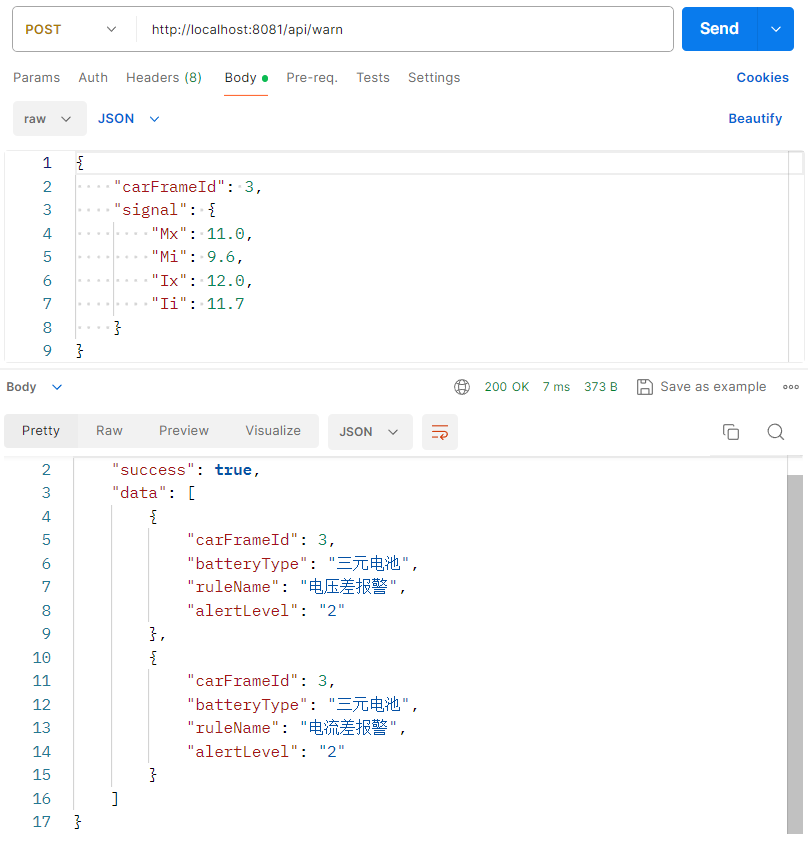 POST http://localhost:8081/api/warn Send
Params Auth Headers (8) Body Pre-req. Tests Settings Cookies
raw JSON Beautify
1 {
2 "carFrameId": 3,
3 "signal": {
4 "Mx": 11.0,
5 "Mi": 9.6,
6 "Ix": 12.0,
7 "Ii": 11.7
8 }
9 }
Body 200 OK 7 ms 373 B Save as example
Pretty Raw Preview Visualize JSON
2 "success": true,
3 "data": [
4 {
5 "carFrameId": 3,
6 "batteryType": "三元电池",
7 "ruleName": "电压差报警",
8 "alertLevel": "2"
9 },
10 {
11 "carFrameId": 3,
12 "batteryType": "三元电池",
13 "ruleName": "电流差报警",
14 "alertLevel": "2"
15 }
16 ]
17 }